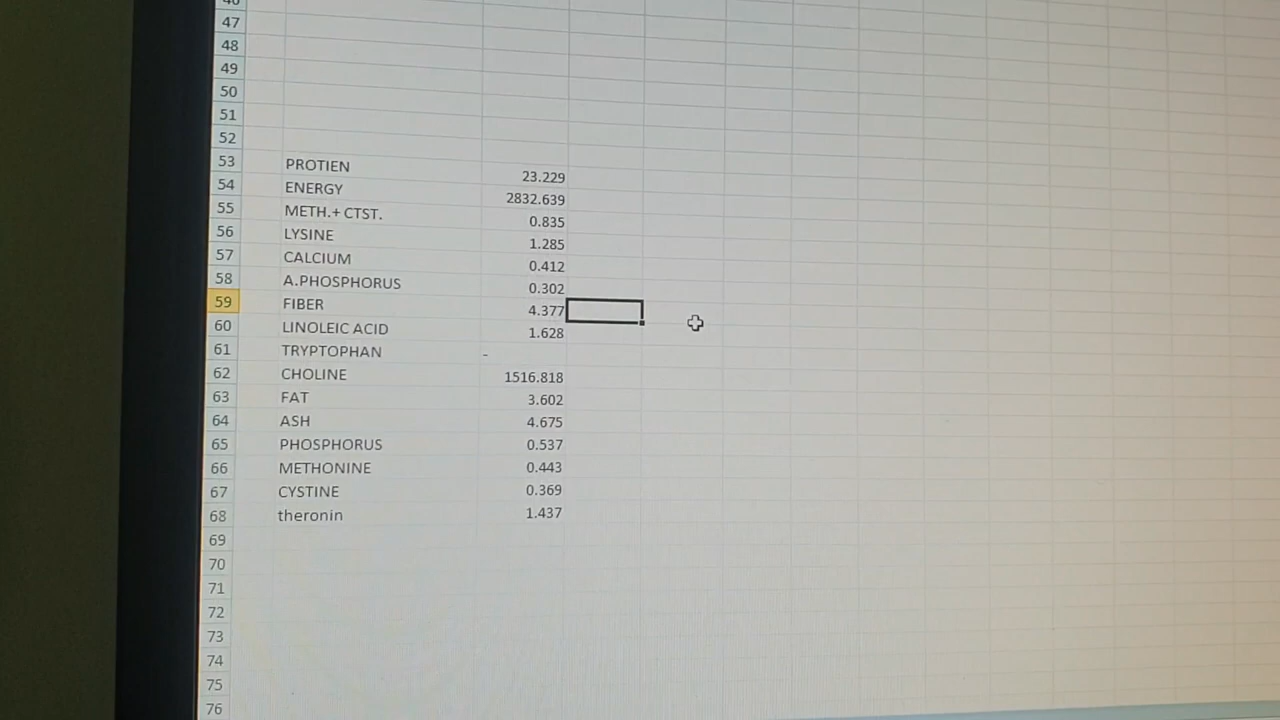 46
47
48
49
50
51
52
53 PROTIEN 23.229
54 ENERGY 2832.639
55 METH.+ CTST. 0.835
56 LYSINE 1.285
57 CALCIUM 0.412
58 A.PHOSPHORUS 0.302
59 FIBER 4.377
60 LINOLEIC ACID 1.628
61 TRYPTOPHAN -
62 CHOLINE 1516.818
63 FAT 3.602
64 ASH 4.675
65 PHOSPHORUS 0.537
66 METHONINE 0.443
67 CYSTINE 0.369
68 theronin 1.437
69
70
71
72
73
74
75
76